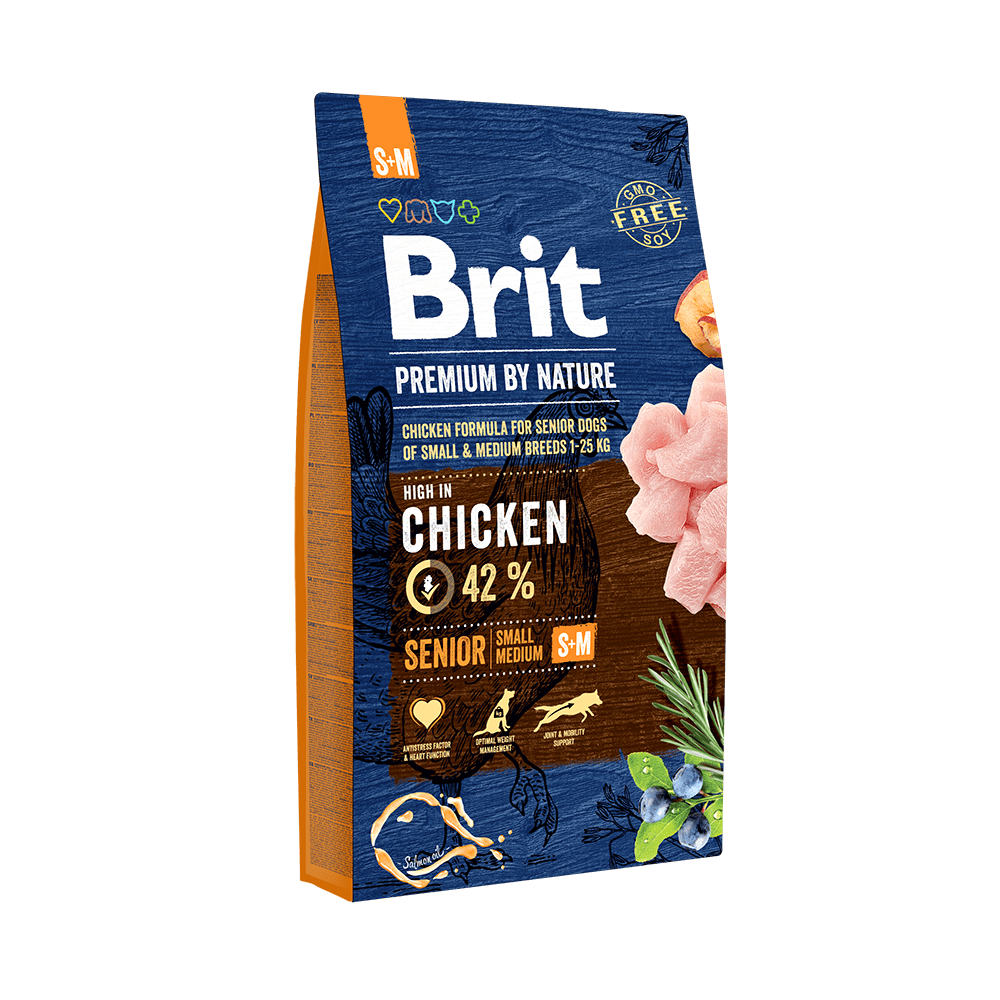 S+M
GMO
FREE
SOY
Brit
PREMIUM BY NATURE
CHICKEN FORMULA FOR SENIOR DOGS
OF SMALL & MEDIUM BREEDS 1-25 KG
HIGH IN
CHICKEN
42 %
SENIOR
SMALL
MEDIUM
S+M
ANTISTRESS FACTOR
& HEART FUNCTION
kg
OPTIMAL WEIGHT
MANAGEMENT
JOINT & MOBILITY
SUPPORT
Salmon oil